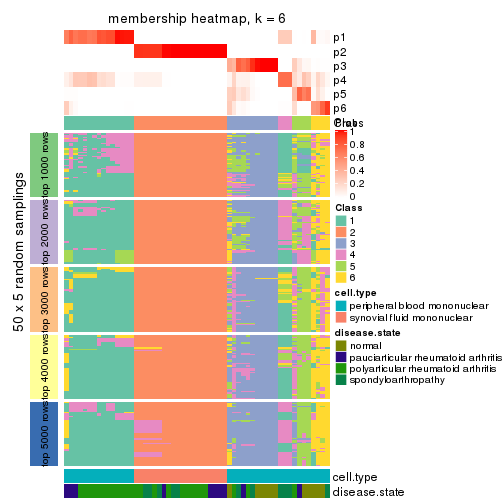 membership heatmap, k = 6
p1
p2
p3
p4
p5
p6
Class
Prob
1
0.8
0.6
0.4
0.2
0
Class
1
2
3
4
5
6
cell.type
peripheral blood mononuclear
synovial fluid mononuclear
disease.state
normal
pauciarticular rheumatoid arthritis
polyarticular rheumatoid arthritis
spondyloarthropathy
50 x 5 random samplings
top 1000 rows
top 2000 rows
top 3000 rows
top 4000 rows
top 5000 rows
cell.type
disease.state